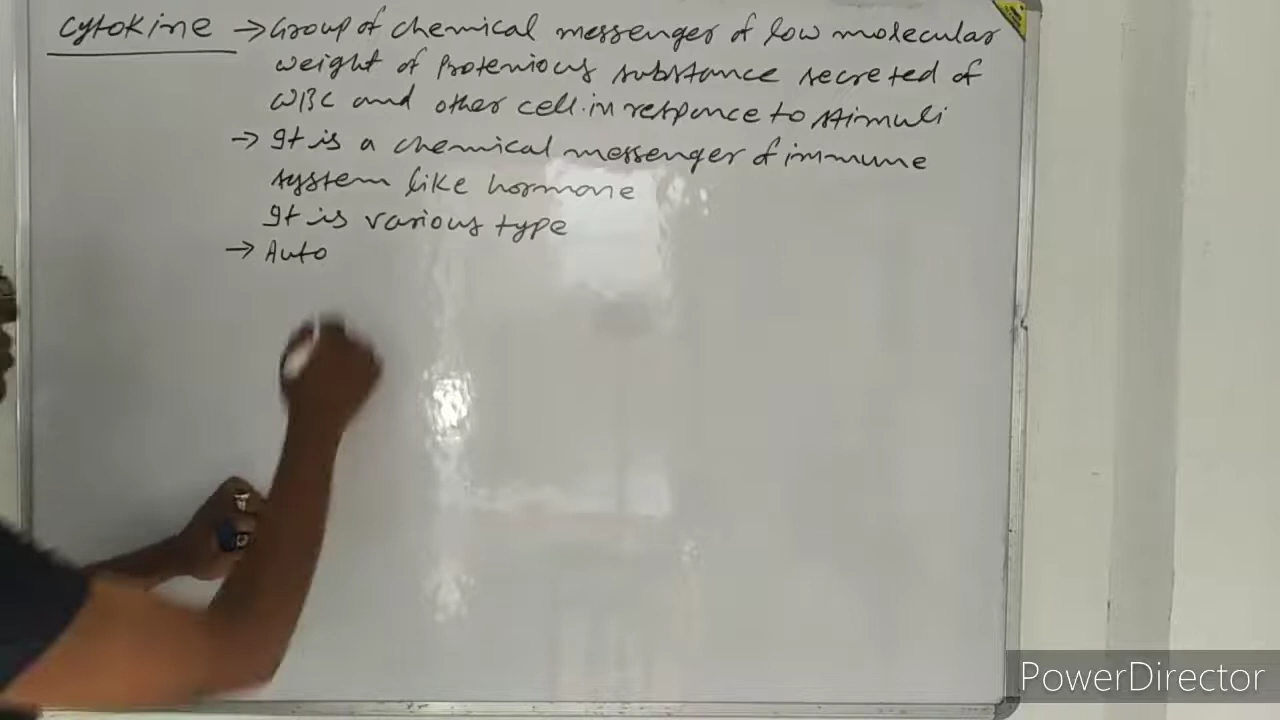 Cytokine → Group of chemical messenger of low molecular
weight of Protenious substance secreted of
WBC and other cell.in responce to stimuli
→ It is a chemical messenger of immune
system like hormone
It is various type
→ Auto
PowerDirector